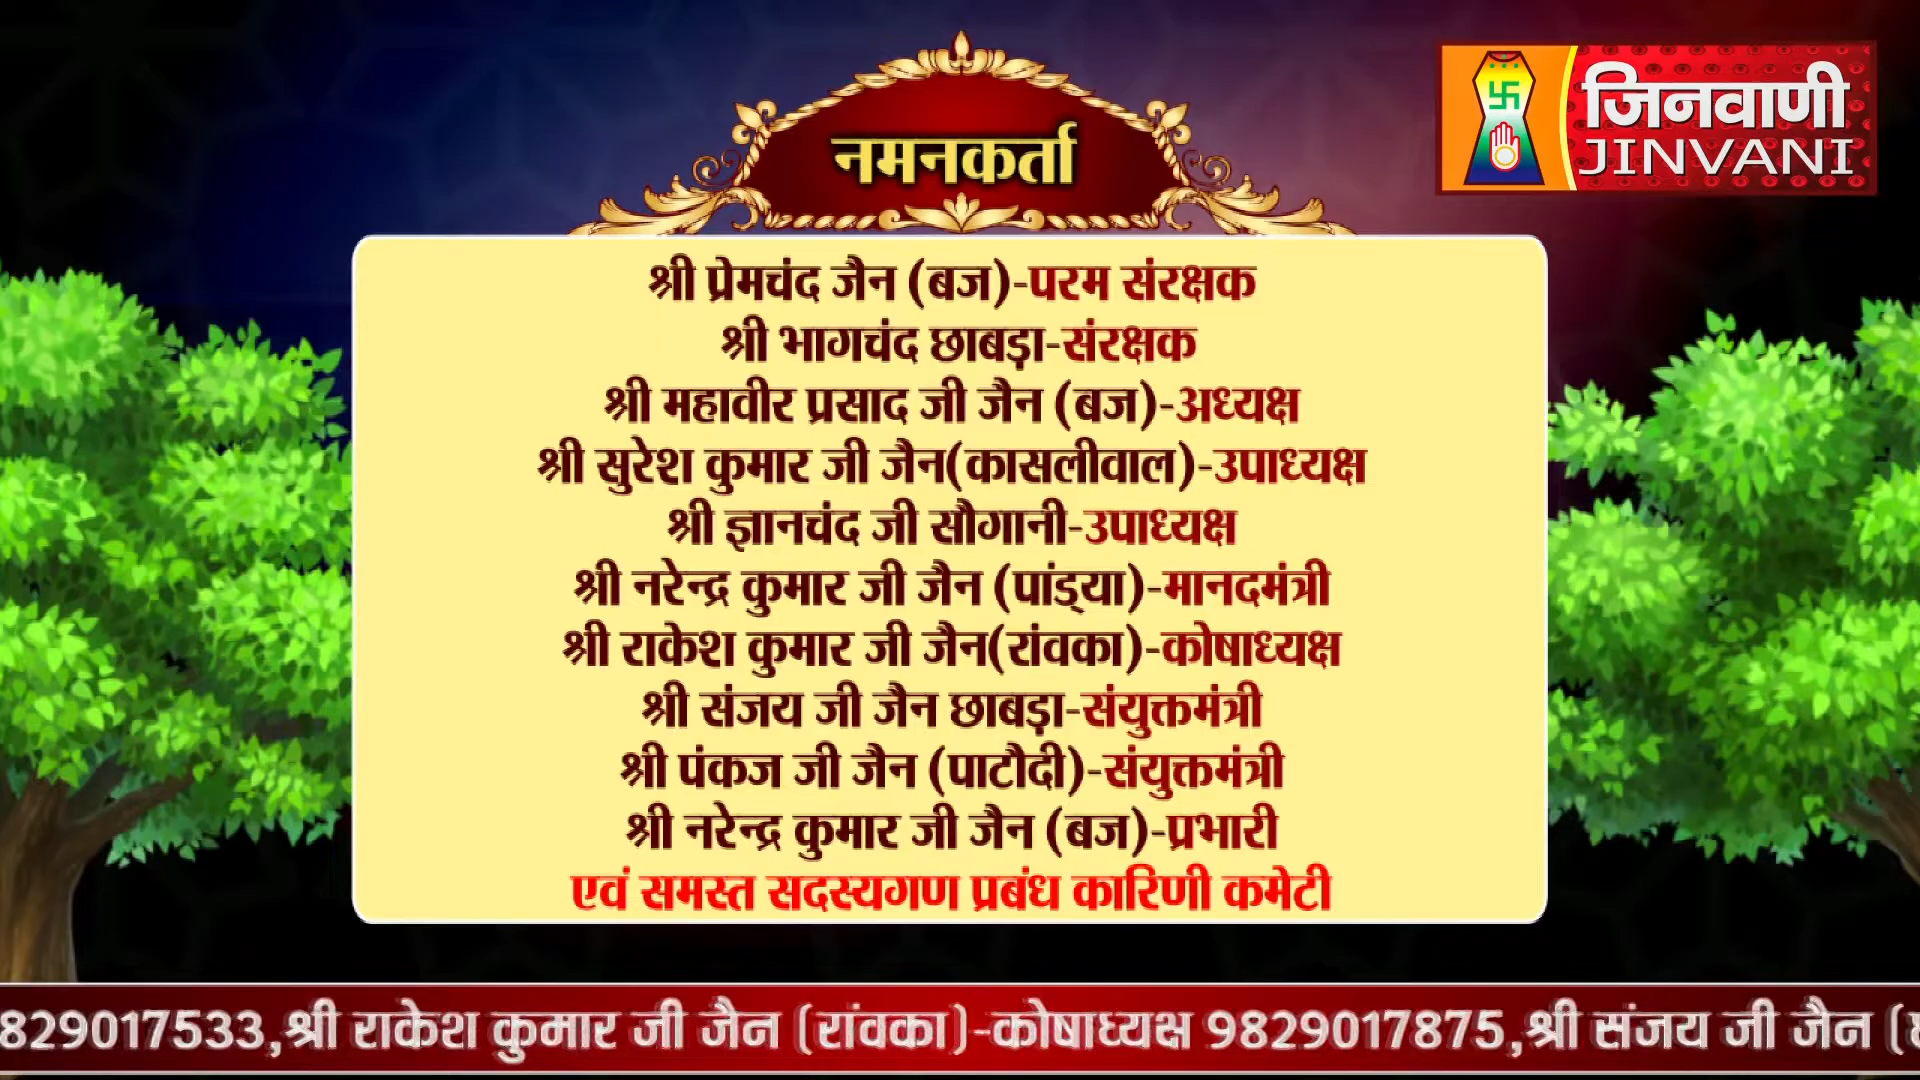 नमनकर्ता
जिनवाणी
JINVANI
श्री प्रेमचंद जैन (बज)-परम संरक्षक
श्री भागचंद छाबड़ा-संरक्षक
श्री महावीर प्रसाद जी जैन (बज)-अध्यक्ष
श्री सुरेश कुमार जी जैन(कासलीवाल)-उपाध्यक्ष
श्री ज्ञानचंद जी सौगानी-उपाध्यक्ष
श्री नरेन्द्र कुमार जी जैन (पांड्या)-मानदमंत्री
श्री राकेश कुमार जी जैन(रांवका)-कोषाध्यक्ष
श्री संजय जी जैन छाबड़ा-संयुक्तमंत्री
श्री पंकज जी जैन (पाटौदी)-संयुक्तमंत्री
श्री नरेन्द्र कुमार जी जैन (बज)-प्रभारी
एवं समस्त सदस्यगण प्रबंध कारिणी कमेटी
829017533,श्री राकेश कुमार जी जैन (रांवका)-कोषाध्यक्ष 9829017875,श्री संजय जी जैन